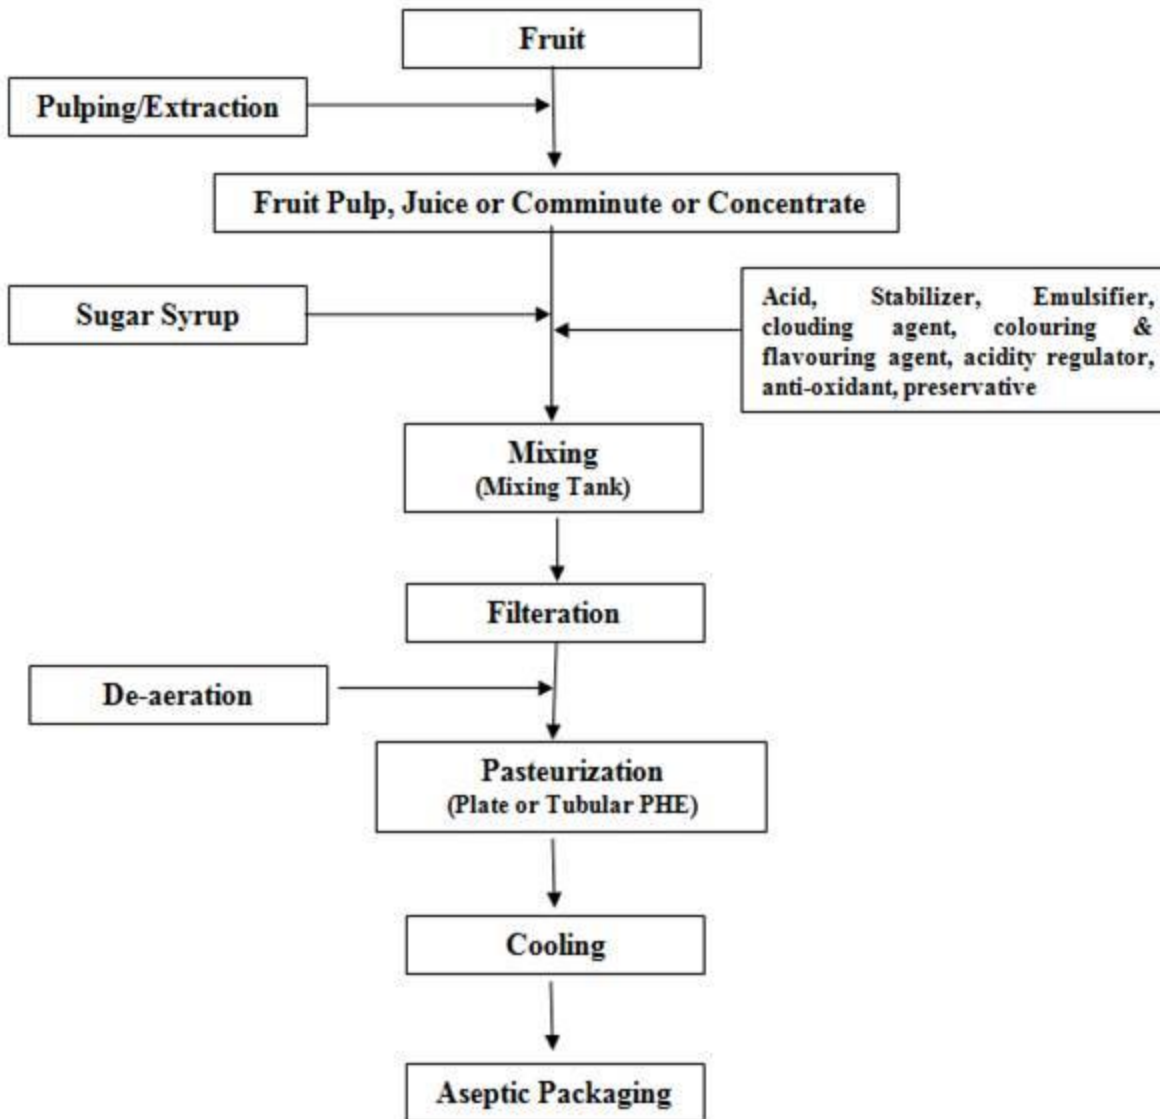 Fruit
Pulping/Extraction
Fruit Pulp, Juice or Comminute or Concentrate
Sugar Syrup
Acid, Stabilizer, Emulsifier,
clouding agent, colouring &
flavouring agent, acidity regulator,
anti-oxidant, preservative
Mixing
(Mixing Tank)
Filteration
De-aeration
Pasteurization
(Plate or Tubular PHE)
Cooling
Aseptic Packaging